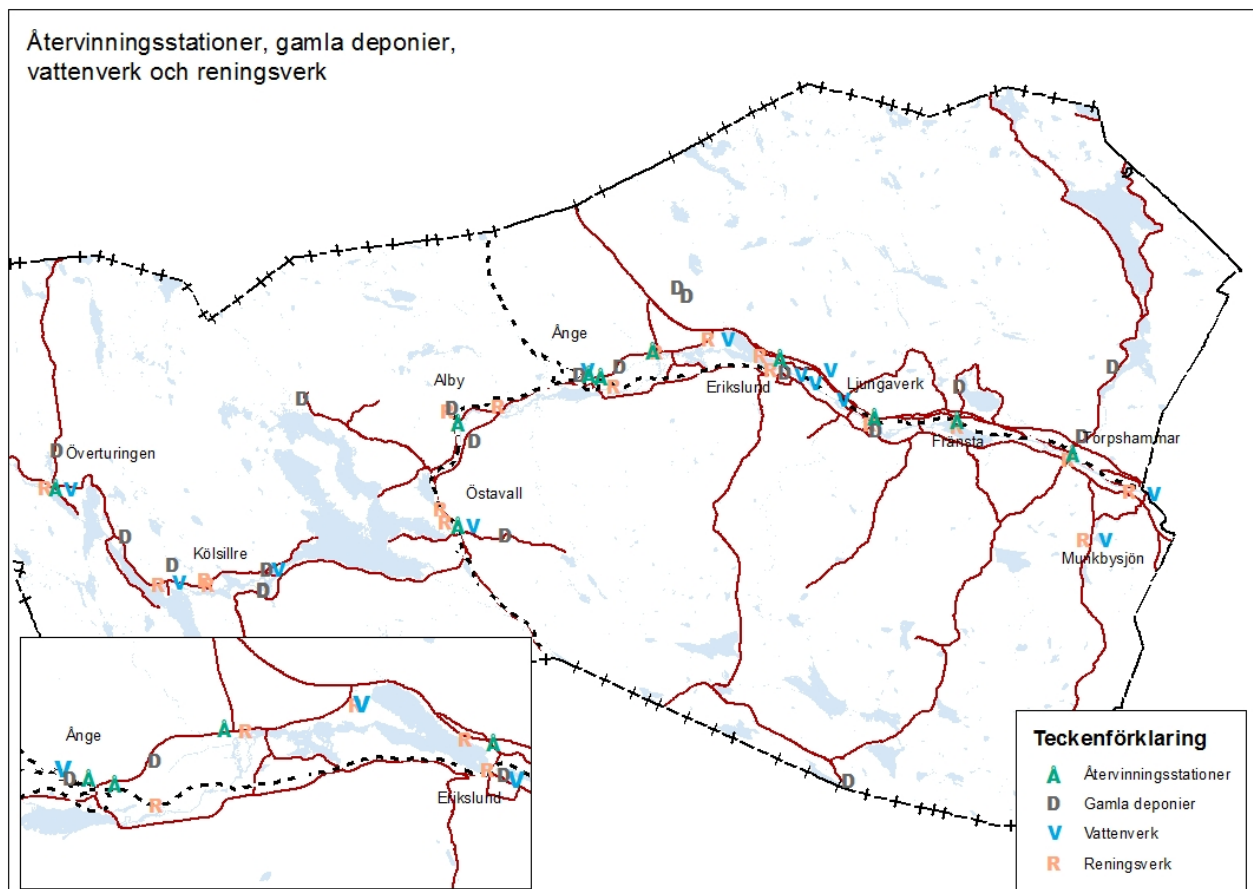 Återvinningsstationer, gamla deponier,
vattenverk och reningsverk
D
D
Ånge
V
R
Å
R
R
Å
V
D
Å
Å
D
R
Erikslund
R
D
V
V
V
V
Ljungaverk
Å
R
D
D
Å
R
Fränsta
D
D
Torpshammar
Å
R
R
V
R
V
Munkbysjön
Alby
D
R
R
Å
D
D
D
Överturingen
R
Å
V
Östavall
R
R
Å
V
D
D
Kölsillre
D
R
V
R
R
D
V
D
D
Ånge
V
D
Å
Å
D
R
Å
R
R
V
R
Å
R
D
V
Erikslund
Teckenförklaring
Å Återvinningsstationer
D Gamla deponier
V Vattenverk
R Reningsverk